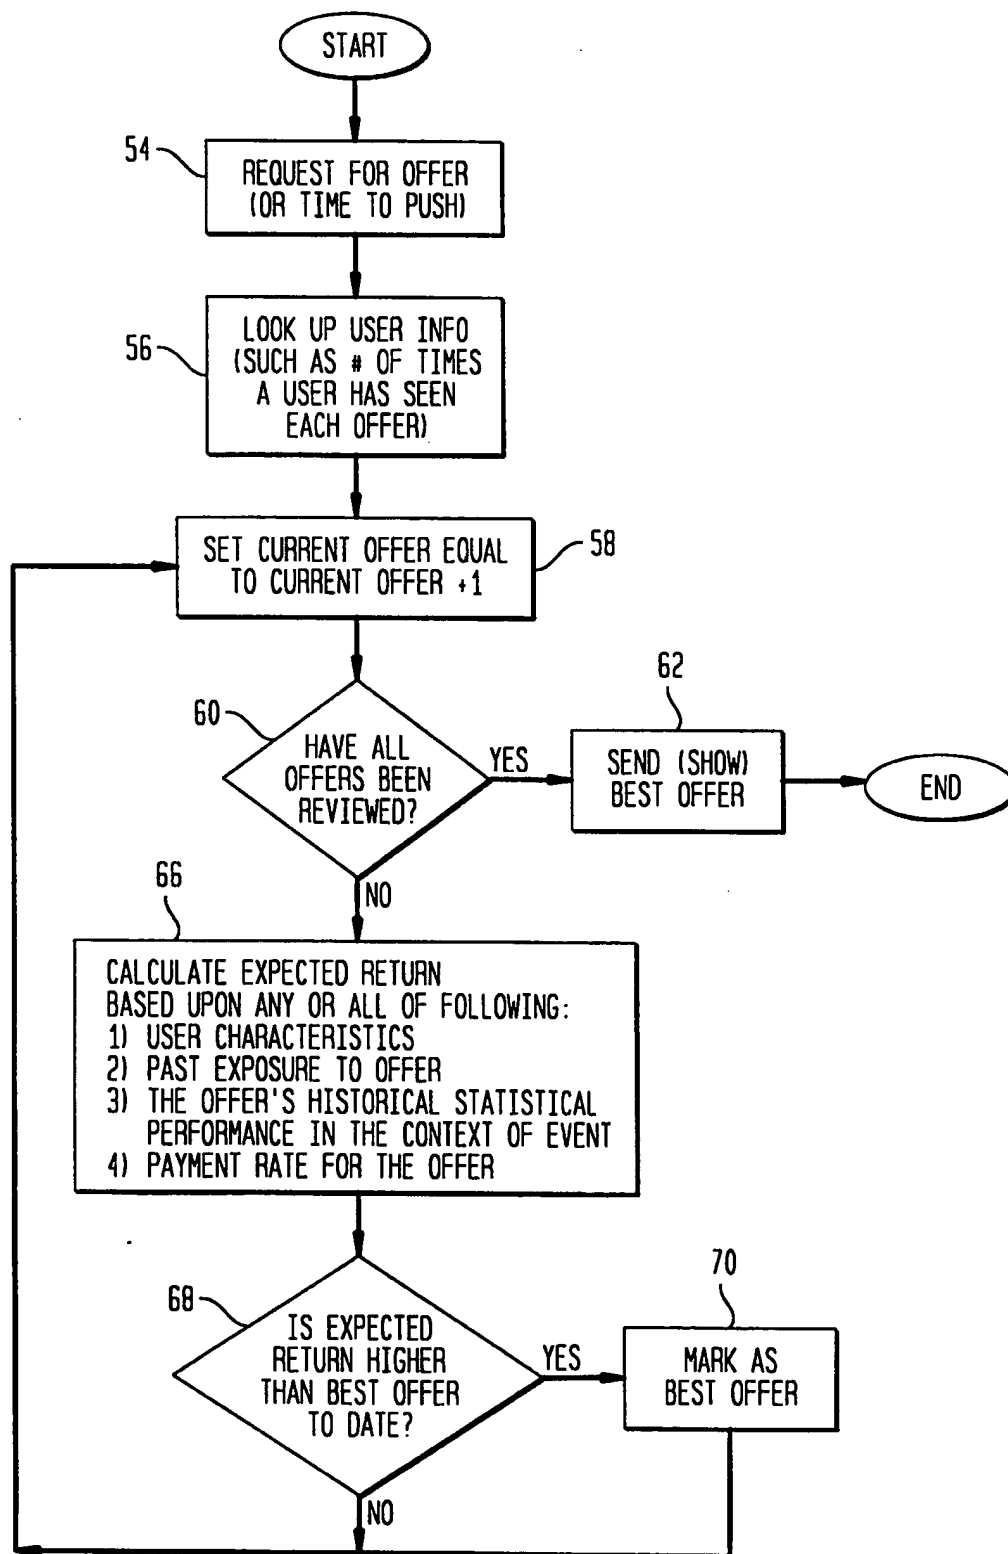 START
54
REQUEST FOR OFFER
(OR TIME TO PUSH)
56
LOOK UP USER INFO
(SUCH AS # OF TIMES
A USER HAS SEEN
EACH OFFER)
58
SET CURRENT OFFER EQUAL
TO CURRENT OFFER +1
60
HAVE ALL
OFFERS BEEN
REVIEWED?
YES
62
SEND (SHOW)
BEST OFFER
END
NO
66
CALCULATE EXPECTED RETURN
BASED UPON ANY OR ALL OF FOLLOWING:
1) USER CHARACTERISTICS
2) PAST EXPOSURE TO OFFER
3) THE OFFER'S HISTORICAL STATISTICAL
PERFORMANCE IN THE CONTEXT OF EVENT
4) PAYMENT RATE FOR THE OFFER
68
IS EXPECTED
RETURN HIGHER
THAN BEST OFFER
TO DATE?
YES
70
MARK AS
BEST OFFER
NO